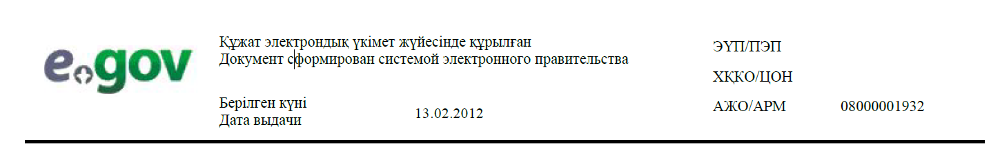 e.gov
Құжат электрондық үкімет жүйесінде құрылған
Документ сформирован системой электронного правительства
Берілген күні
Дата выдачи
13.02.2012
ЭҮП/ПЭП
ХҚКО/ЦОН
АЖО/АРМ
08000001932